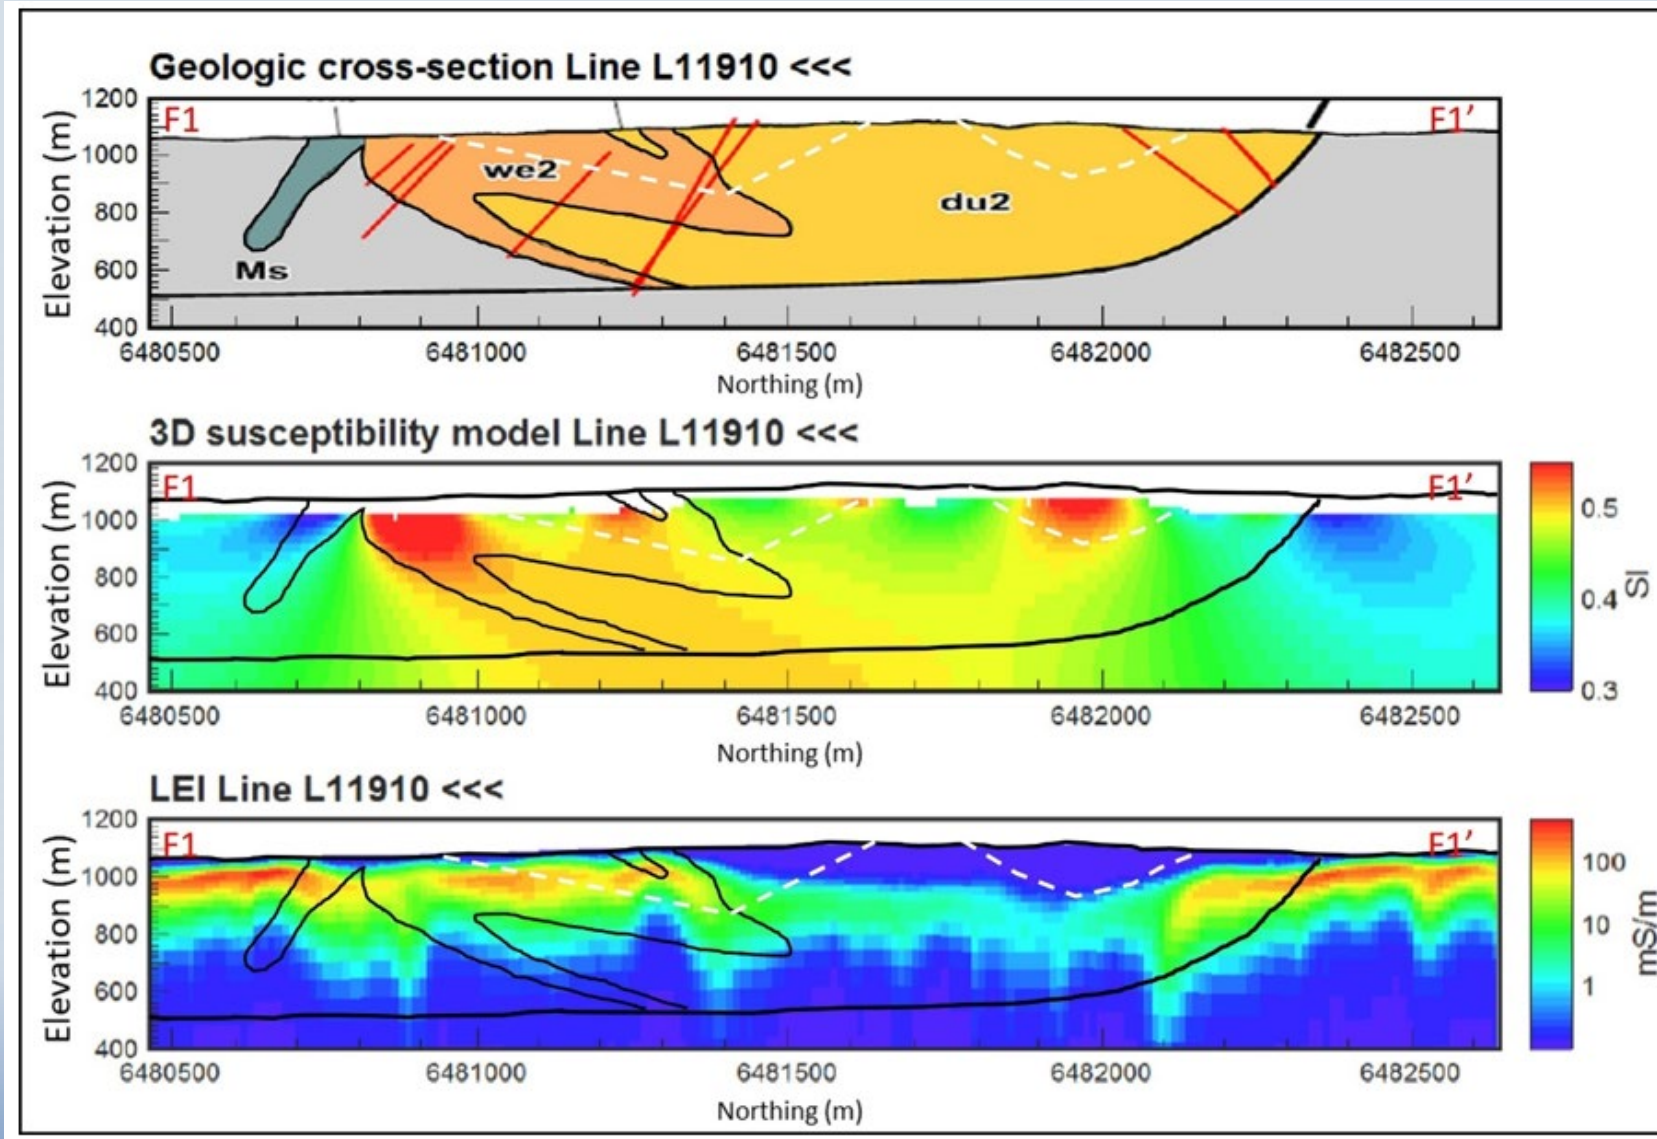 Geologic cross-section Line L11910 <<<
Elevation (m)
1200
1000
800
600
400
F1
F1’
we2
du2
Ms
6480500 6481000 6481500 6482000 6482500
Northing (m)
3D susceptibility model Line L11910 <<<
Elevation (m)
1200
1000
800
600
400
F1
F1’
6480500 6481000 6481500 6482000 6482500
Northing (m)
0.5
0.4
0.3
SI
LEI Line L11910 <<<
Elevation (m)
1200
1000
800
600
400
F1
F1’
6480500 6481000 6481500 6482000 6482500
Northing (m)
100
10
1
mS/m